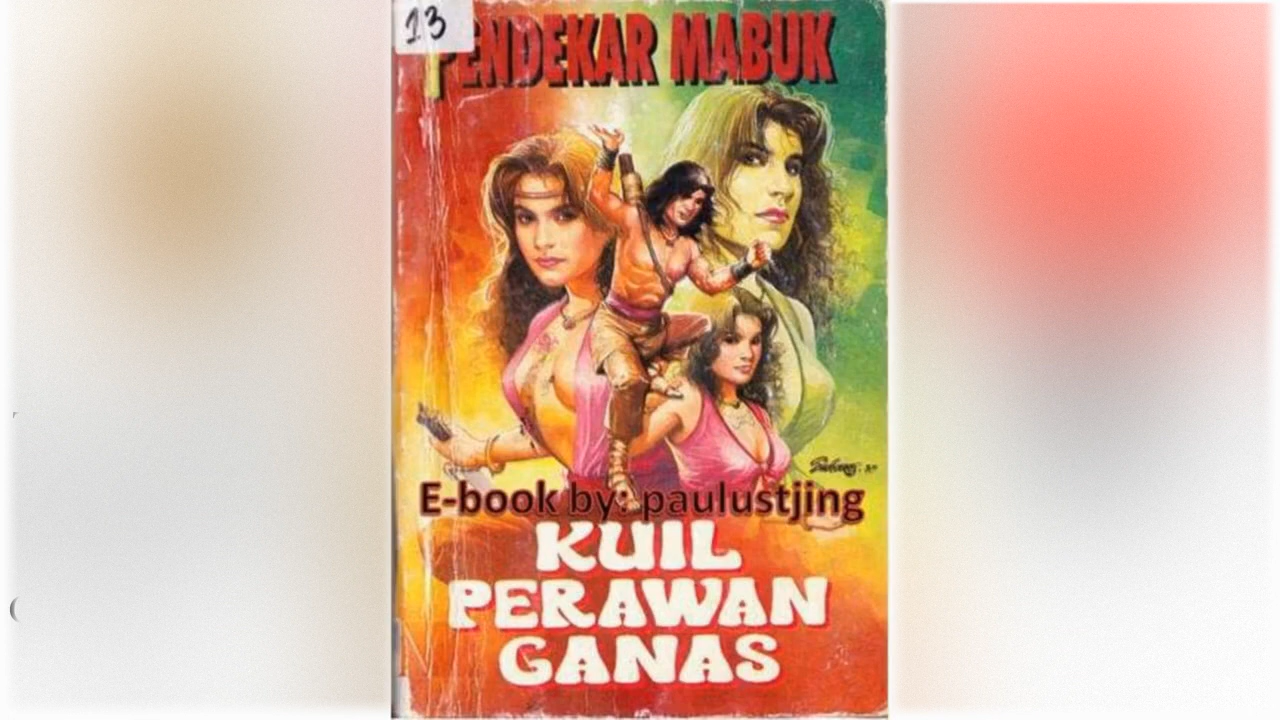 13
PENDEKAR MABUK
E-book by: paulustjing
KUIL
PERAWAN
GANAS